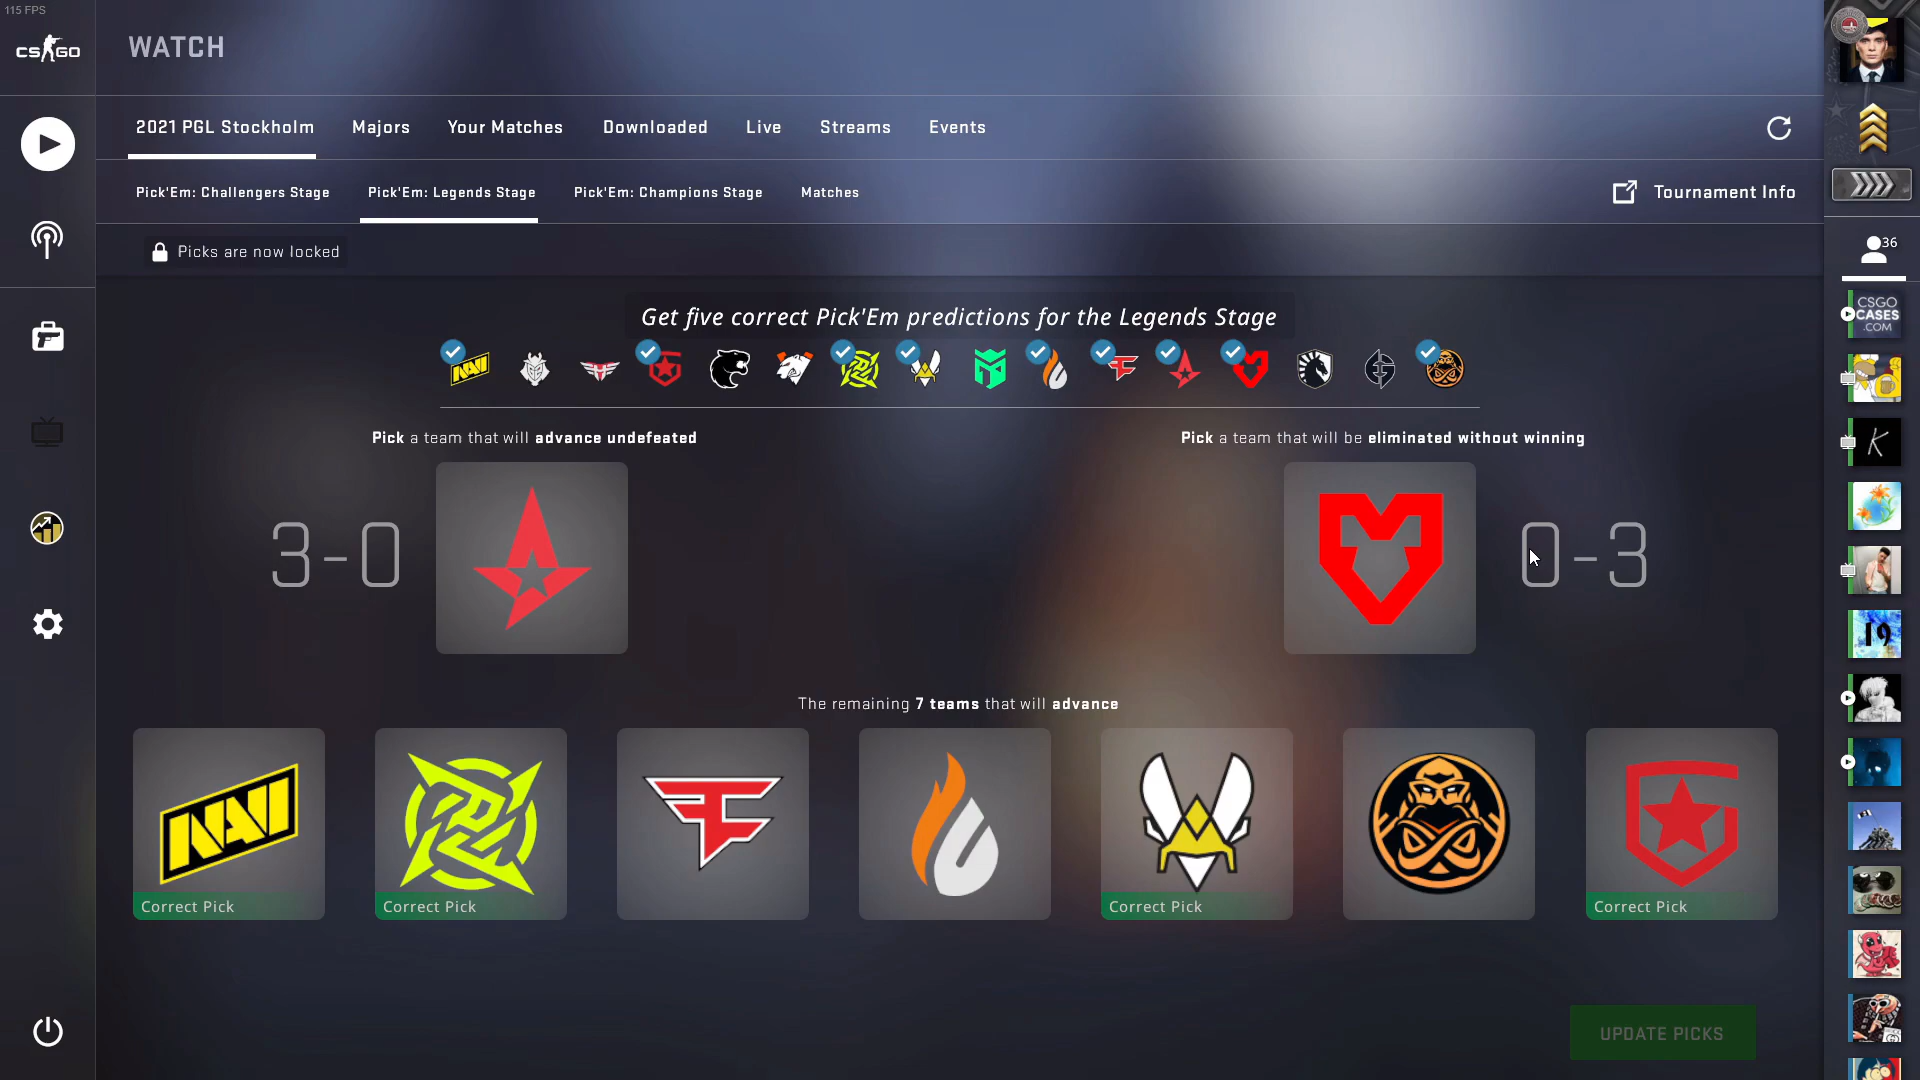 115 FPS
CS GO
WATCH
2021 PGL Stockholm Majors Your Matches Downloaded Live Streams Events
Pick'Em: Challengers Stage Pick'Em: Legends Stage Pick'Em: Champions Stage Matches
Tournament Info
Picks are now locked
36
CSGO
CASES
.COM
Get five correct Pick'Em predictions for the Legends Stage
NAVI
Pick a team that will advance undefeated
Pick a team that will be eliminated without winning
K
3-0
0-3
19
The remaining 7 teams that will advance
NAVI
Correct Pick
Correct Pick
Correct Pick
Correct Pick
UPDATE PICKS